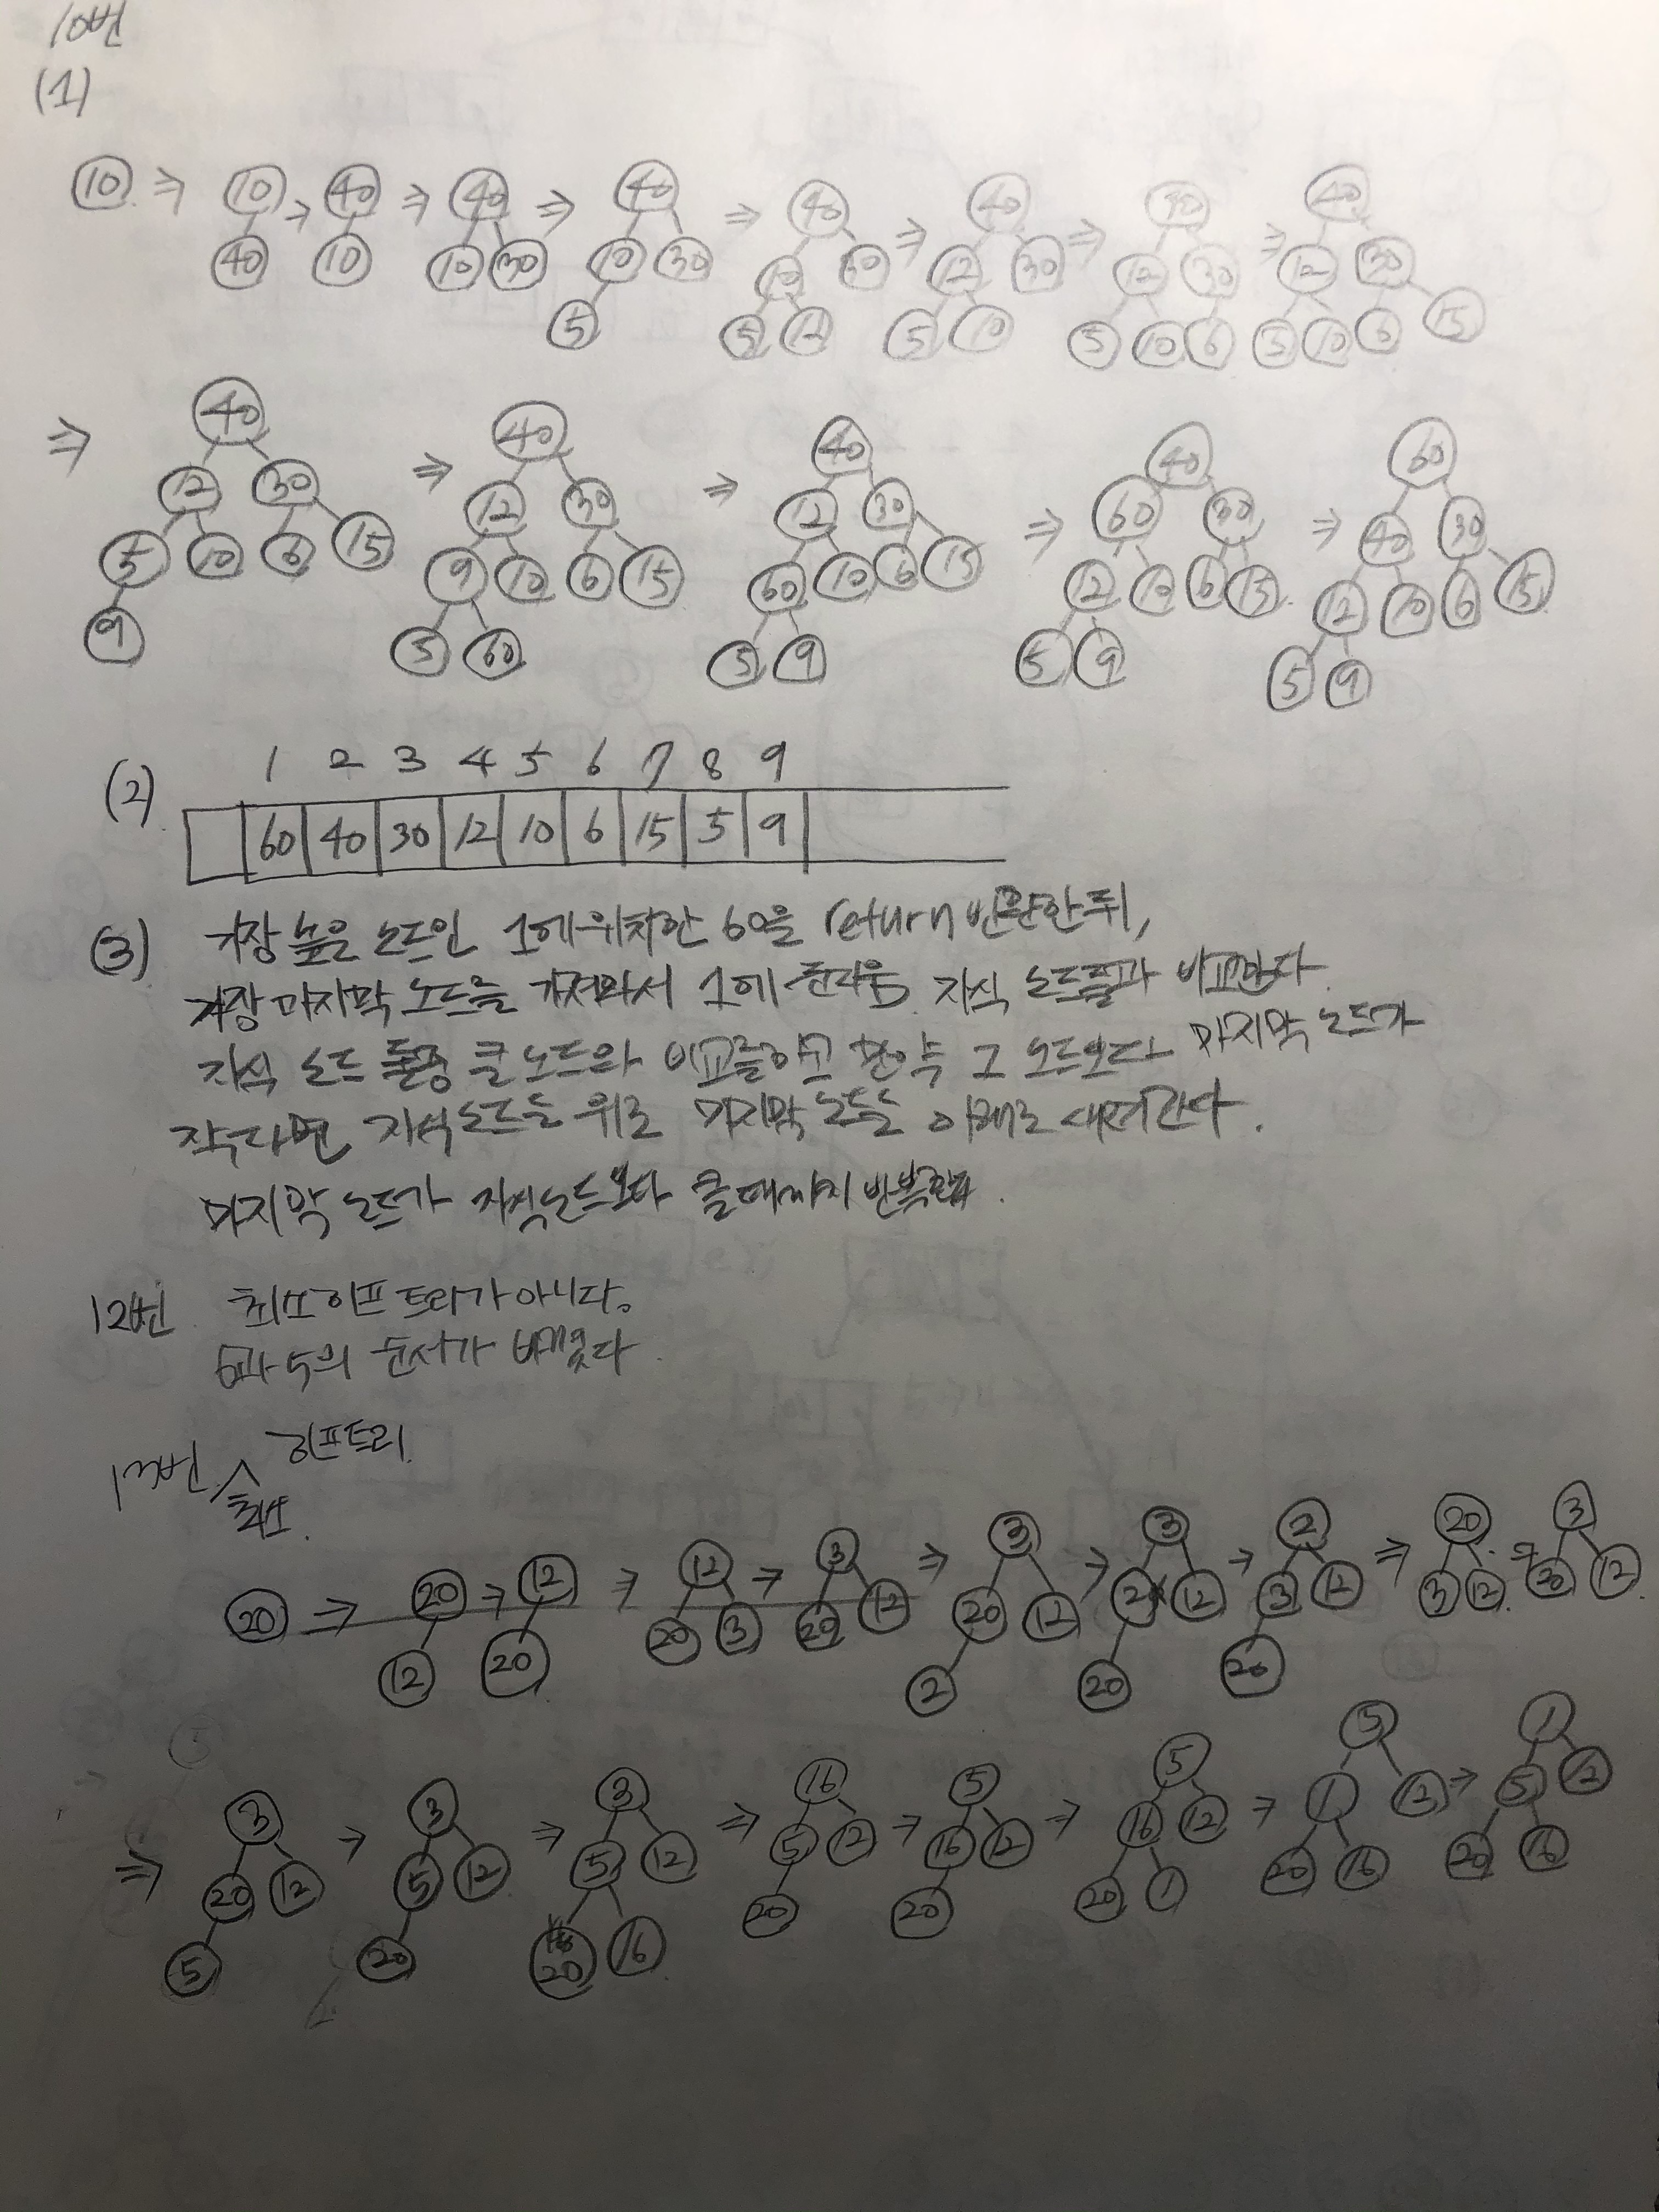 10번
(1)
10 ⇒ 10 40 → 40 10 ⇒ 40 10 30 ⇒ 40 10 30 5 ⇒ 40 12 30 5 12 ⇒ 40 12 30 5 10 ⇒ 40 12 30 5 10 6 ⇒ 40 12 30 5 10 6 15
⇒ 40 12 30 5 10 6 15 9 ⇒ 40 12 30 9 10 6 15 5 60 ⇒ 40 12 30 60 10 6 15 5 9 ⇒ 40 60 30 12 10 6 15 5 9 ⇒ 60 40 30 12 10 6 15 5 9
1 2 3 4 5 6 7 8 9
(2) 60 40 30 12 10 6 15 5 9
(3) 가장 높은 노드인 1에 위치한 60을 return 반환한 뒤,
가장 마지막 노드를 가져와서 1에 둔다음 자식 노드들과 비교한다
자식 노드 둘중 큰 노드와 비교를하고 만약 그 노드보다 마지막 노드가
작다면 자식노드를 위로 마지막 노드는 아래로 내려간다.
마지막 노드가 자식노드보다 클때까지 반복한다.
12번 최소히프 트리가 아니다.
6과 5의 순서가 바뀌었다.
13번 최소 히프트리.
20 ⇒ 20 12 → 12 20 → 12 20 3 → 3 20 12 ⇒ 3 20 12 2 → 3 2 12 20 → 2 3 12 20 ⇒ 20 3 12 → 3 20 12
⇒ 3 20 12 5 → 3 5 12 20 ⇒ 3 5 12 20 16 ⇒ 16 5 12 20 → 5 16 12 20 ⇒ 5 16 12 20 1 → 5 1 12 20 16 → 1 5 12 20 16